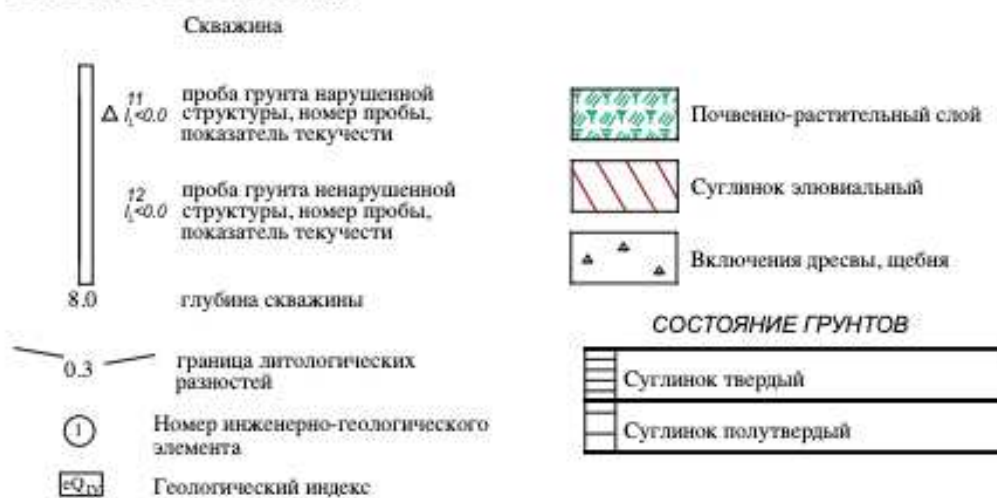 Скважина
11
I_L<0.0
проба грунта нарушенной
структуры, номер пробы,
показатель текучести
12
I_L<0.0
проба грунта ненарушенной
структуры, номер пробы,
показатель текучести
8.0
глубина скважины
0.3
граница литологических
разностей
1
Номер инженерно-геологического
элемента
eQ_IV
Геологический индекс
Почвенно-растительный слой
Суглинок элювиальный
Включения дресвы, щебня
СОСТОЯНИЕ ГРУНТОВ
Суглинок твердый
Суглинок полутвердый